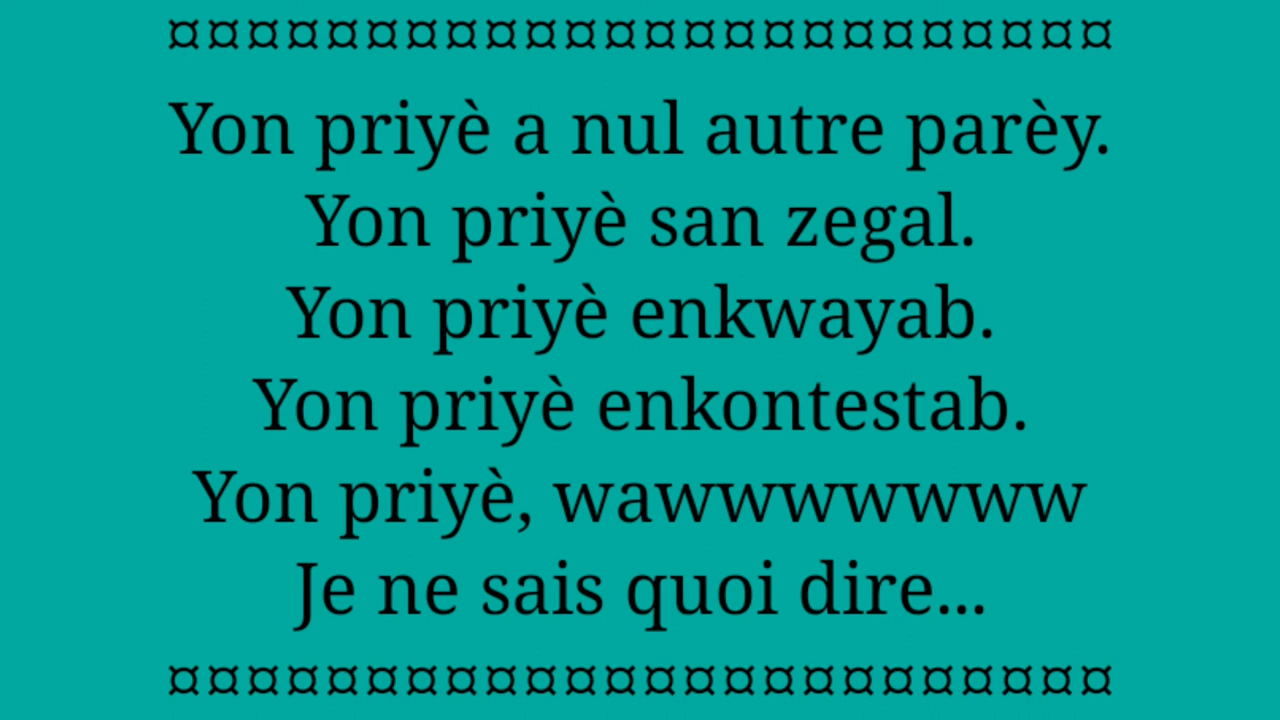 ¤¤¤¤¤¤¤¤¤¤¤¤¤¤¤¤¤¤¤¤¤¤¤¤
Yon priyè a nul autre parèy.
Yon priyè san zegal.
Yon priyè enkwayab.
Yon priyè enkontestab.
Yon priyè, wawwwwwww
Je ne sais quoi dire...
¤¤¤¤¤¤¤¤¤¤¤¤¤¤¤¤¤¤¤¤¤¤¤¤